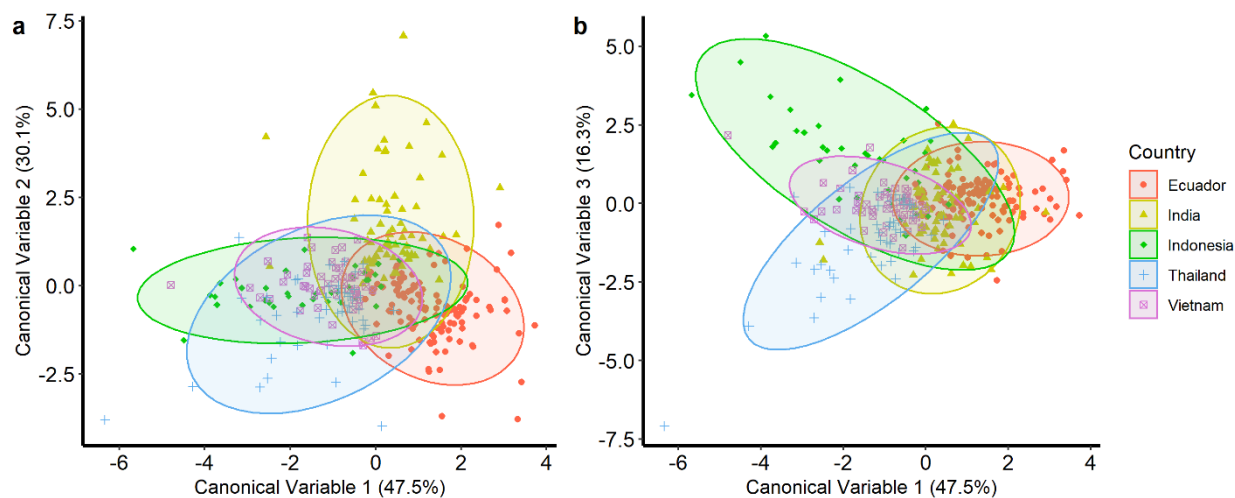 a
7.5
5.0
2.5
0.0
-2.5
Canonical Variable 2 (30.1%)
-6
-4
-2
0
2
4
Canonical Variable 1 (47.5%)
b
5.0
2.5
0.0
-2.5
-5.0
-7.5
Canonical Variable 3 (16.3%)
-6
-4
-2
0
2
4
Canonical Variable 1 (47.5%)
Country
Ecuador
India
Indonesia
Thailand
Vietnam